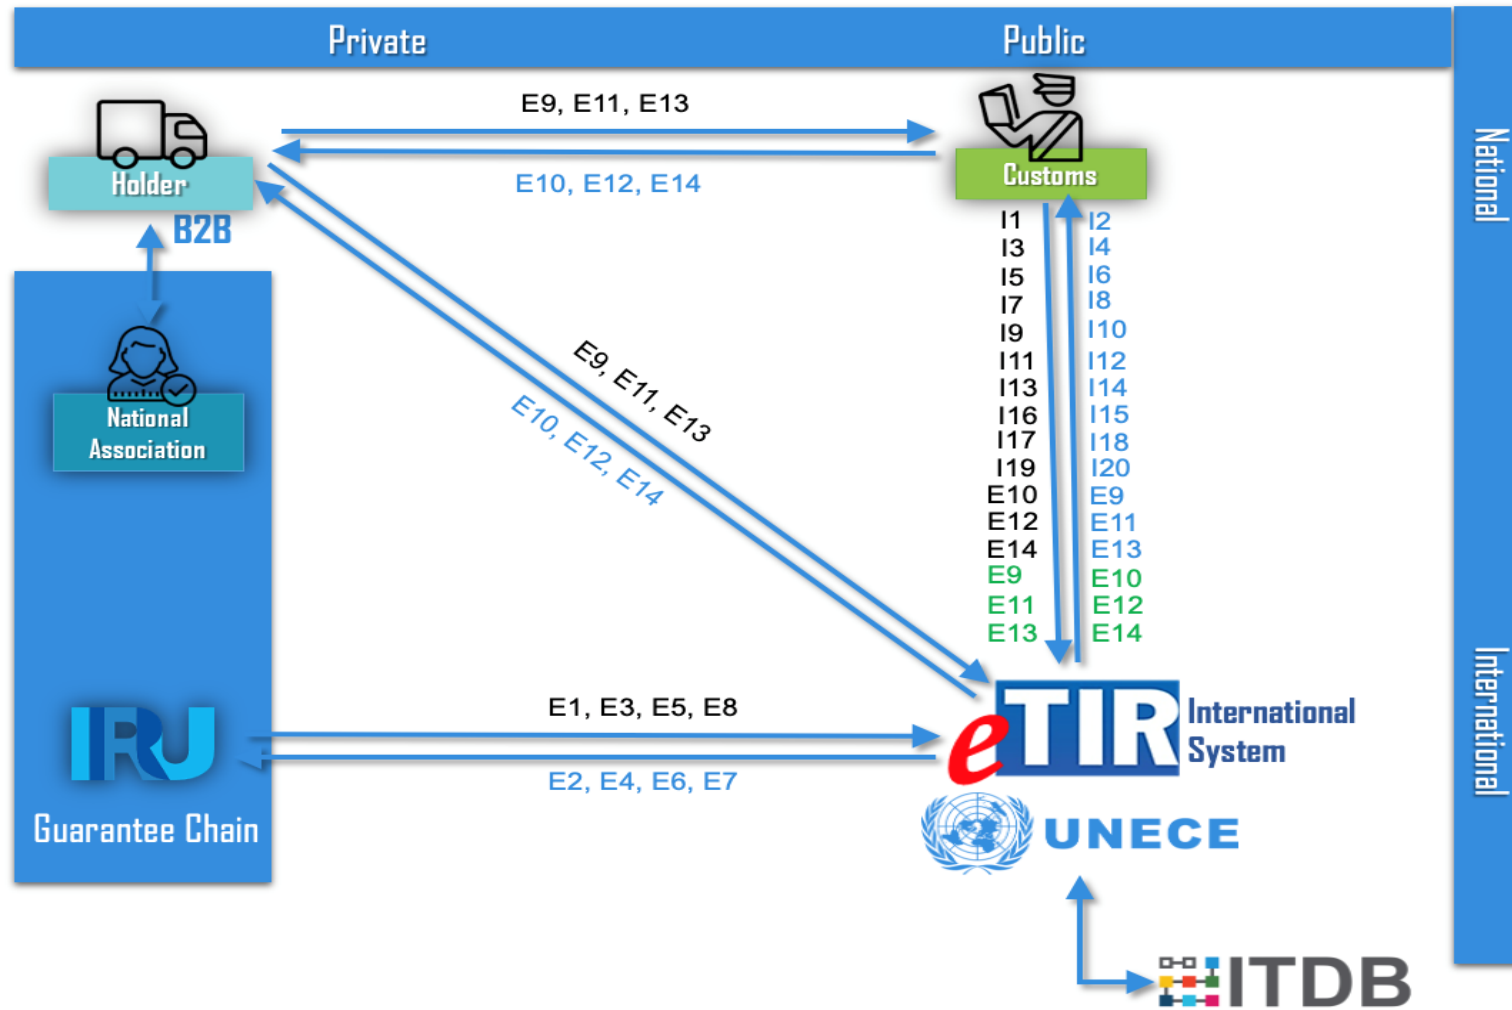 Private
Public
National
International
E9, E11, E13
E10, E12, E14
Holder
B2B
Customs
National
Association
E9, E11, E13
E10, E12, E14
I1
I3
I5
I7
I9
I11
I13
I16
I17
I19
E10
E12
E14
E9
E11
E13
I2
I4
I6
I8
I10
I12
I14
I15
I18
I20
E9
E11
E13
E10
E12
E14
IRU
Guarantee Chain
E1, E3, E5, E8
E2, E4, E6, E7
eTIR
International
System
UNECE
ITDB